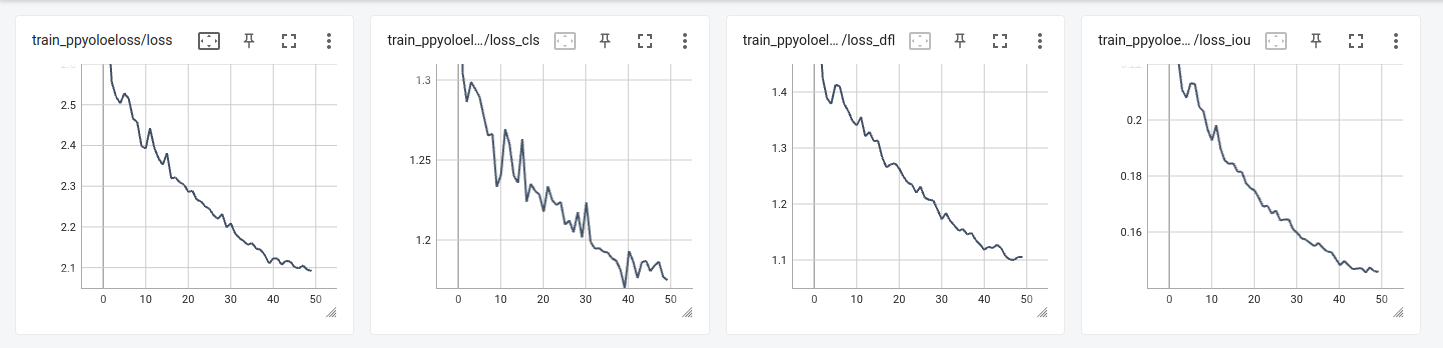 train_ppyoloeloss/loss
2.5
2.4
2.3
2.2
2.1
0 10 20 30 40 50
train_ppyoloel… /loss_cls
1.3
1.25
1.2
0 10 20 30 40 50
train_ppyoloel… /loss_dfl
1.4
1.3
1.2
1.1
0 10 20 30 40 50
train_ppyoloe… /loss_iou
0.2
0.18
0.16
0 10 20 30 40 50